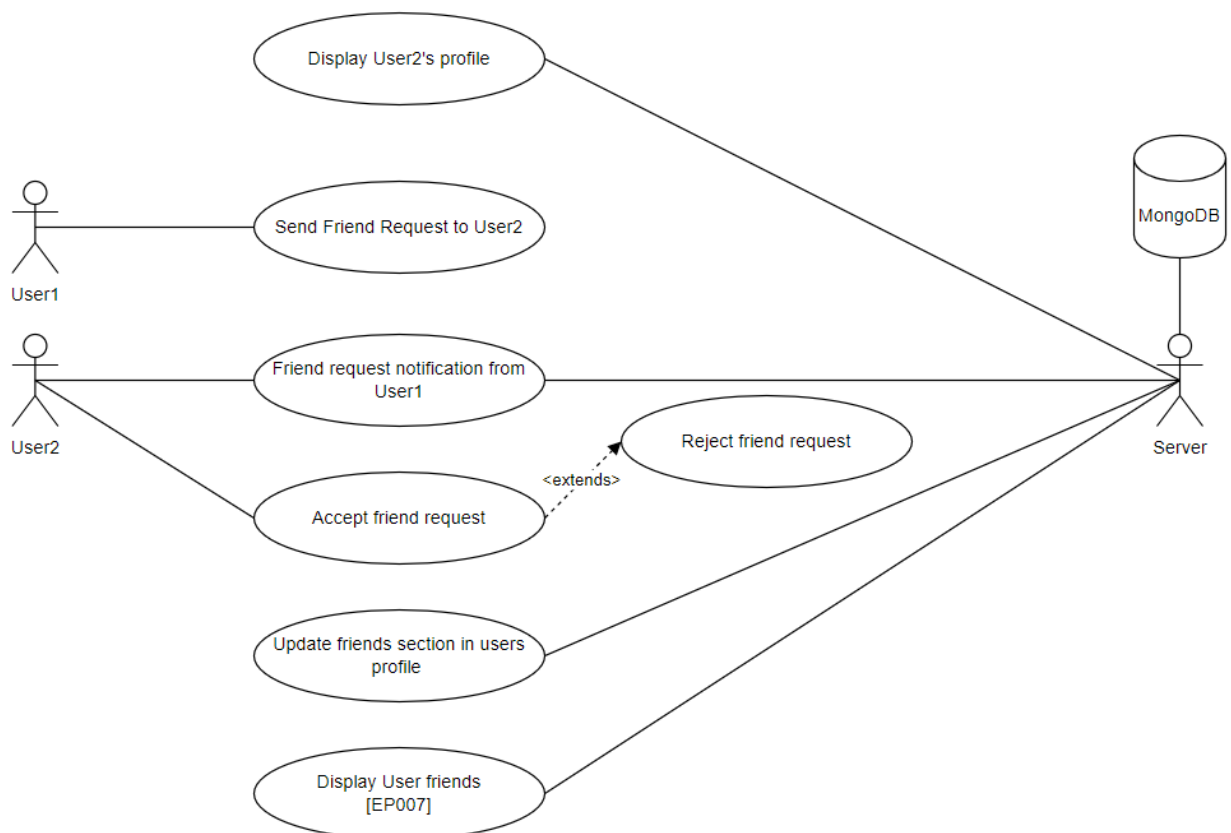 Display User2's profile
MongoDB
Send Friend Request to User2
User1
Friend request notification from
User1
User2
Reject friend request
Server
<extends>
Accept friend request
Update friends section in users
profile
Display User friends
[EP007]